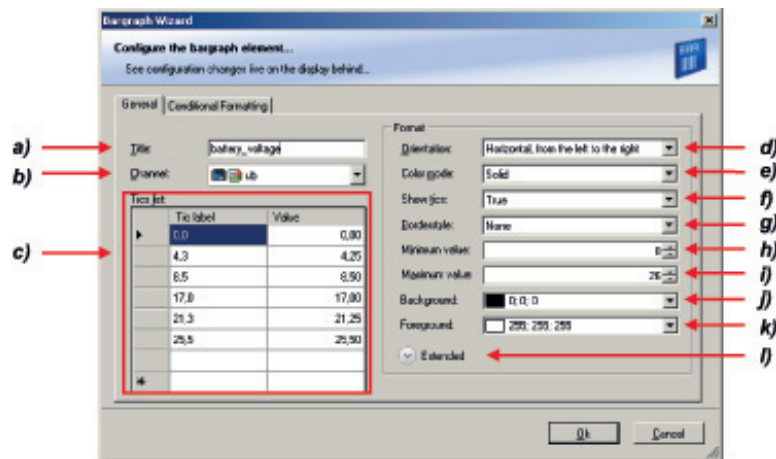 Bargraph Wizard
Configure the bargraph element...
See configuration changes live on the display behind...
General Conditional Formatting
a) Title: battery_voltage
b) Channel: ub
c) Tics list
Tic label Value
0,0 0,00
4,3 4,25
8,5 8,50
17,0 17,00
21,3 21,25
25,5 25,50
Format
Orientation: Horizontal, from the left to the right d)
Color mode: Solid e)
Show tics: True f)
Borderstyle: None g)
Minimum value: 0 h)
Maximum value: 26 i)
Background: 0; 0; 0 j)
Foreground: 255; 255; 255 k)
Extended l)
Ok Cancel